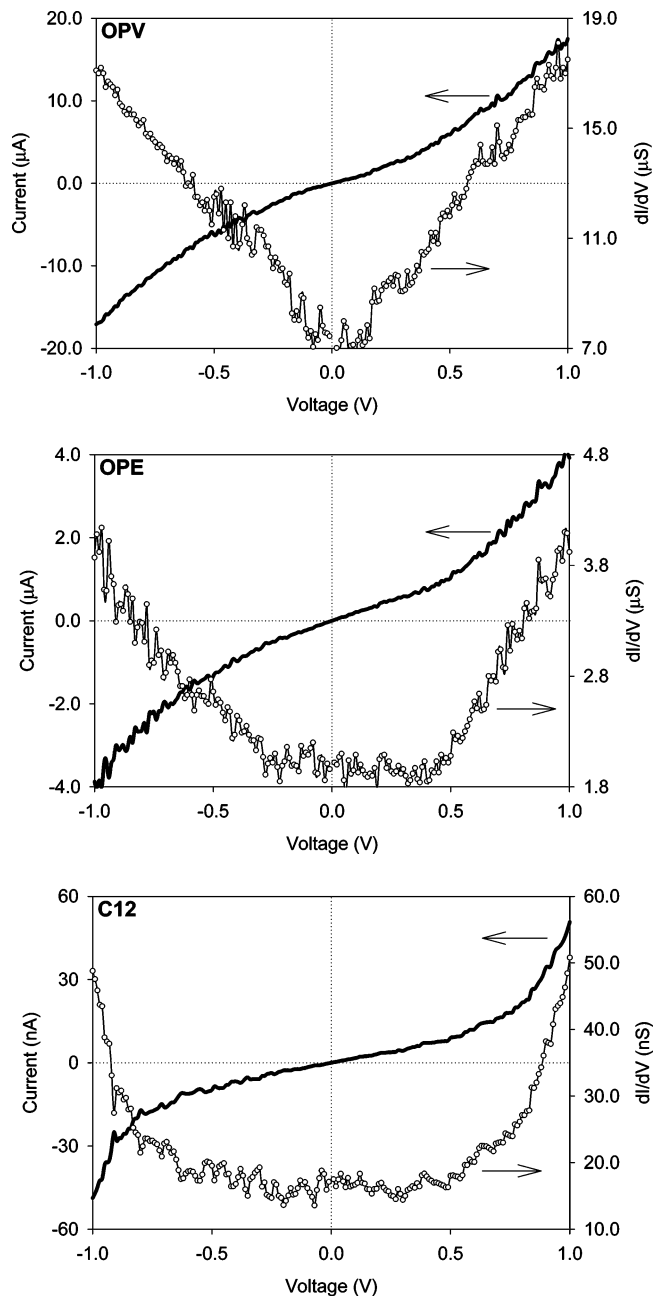 OPV
20.0
10.0
0.0
-10.0
-20.0
Current (μA)
19.0
15.0
11.0
7.0
dI/dV (μS)
-1.0 -0.5 0.0 0.5 1.0
Voltage (V)
OPE
4.0
2.0
0.0
-2.0
-4.0
Current (μA)
4.8
3.8
2.8
1.8
dI/dV (μS)
-1.0 -0.5 0.0 0.5 1.0
Voltage (V)
C12
60
30
0
-30
-60
Current (nA)
60.0
50.0
40.0
30.0
20.0
10.0
dI/dV (nS)
-1.0 -0.5 0.0 0.5 1.0
Voltage (V)